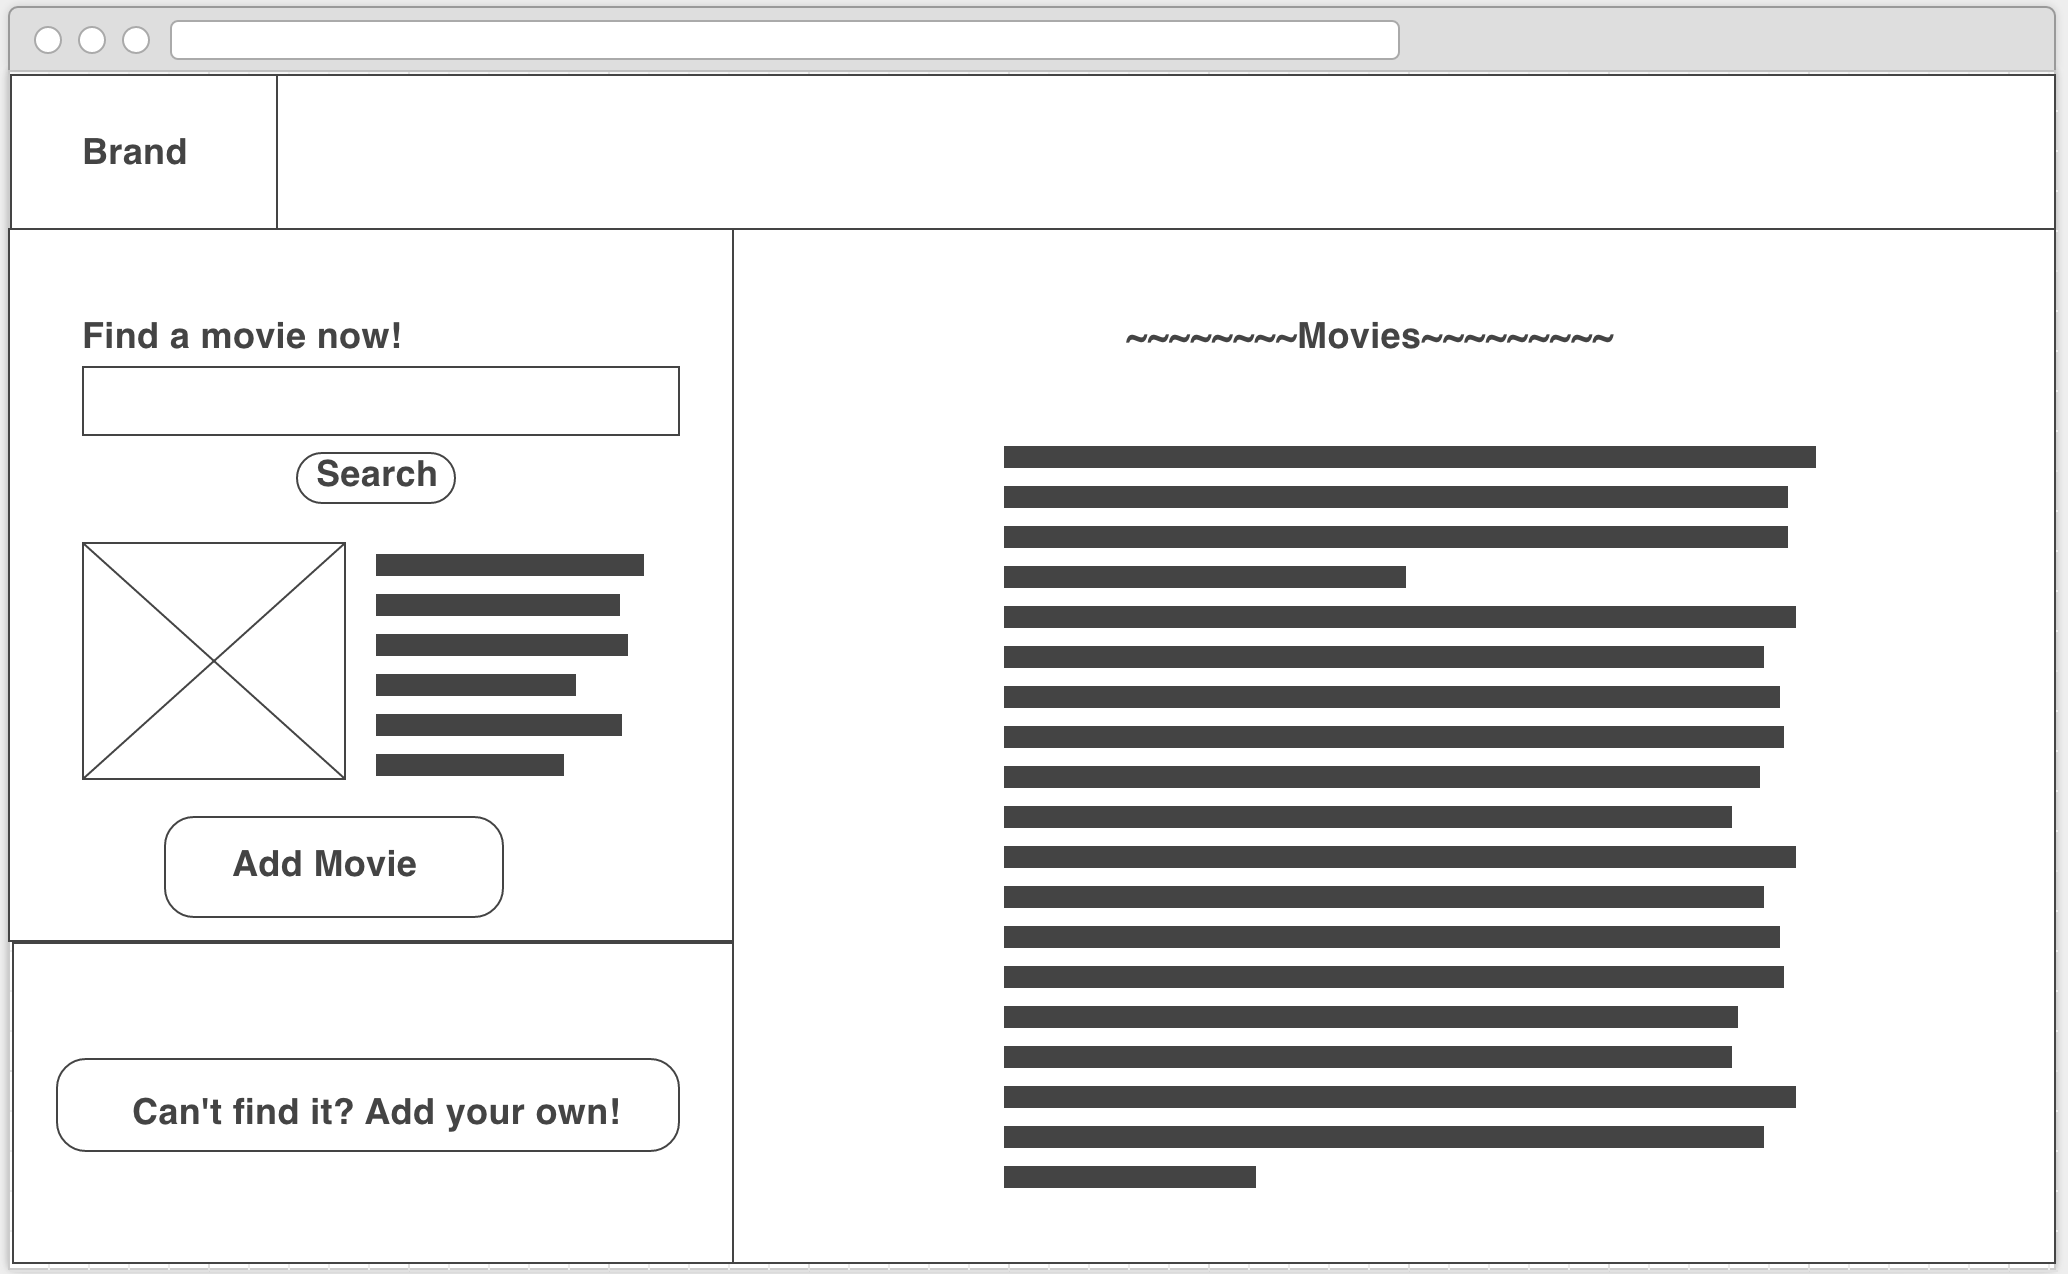 Brand
Find a movie now!
Search
Add Movie
Can't find it? Add your own!
~~~~~~~~Movies~~~~~~~~~